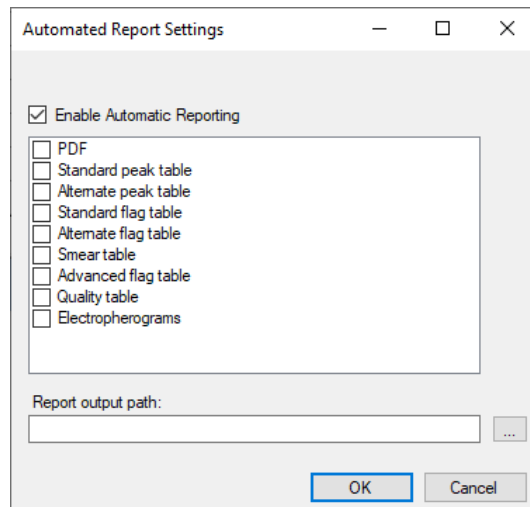 Automated Report Settings
Enable Automatic Reporting
PDF
Standard peak table
Alternate peak table
Standard flag table
Alternate flag table
Smear table
Advanced flag table
Quality table
Electropherograms
Report output path:
...
OK Cancel